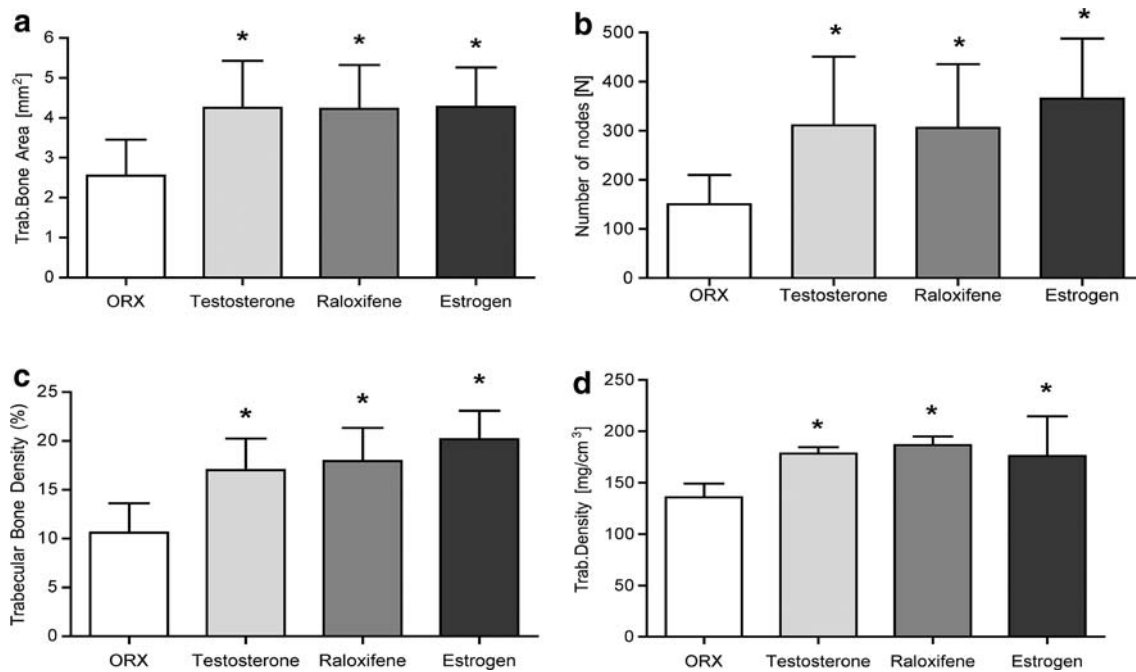 a
Trab.Bone Area [mm²]
6
5
4
3
2
1
0
* * *
ORX Testosterone Raloxifene Estrogen
b
Number of nodes [N]
500
400
300
200
100
0
* * *
ORX Testosterone Raloxifene Estrogen
c
Trabecular Bone Density (%)
25
20
15
10
5
0
* * *
ORX Testosterone Raloxifene Estrogen
d
Trab.Density [mg/cm³]
250
200
150
100
50
0
* * *
ORX Testosterone Raloxifene Estrogen